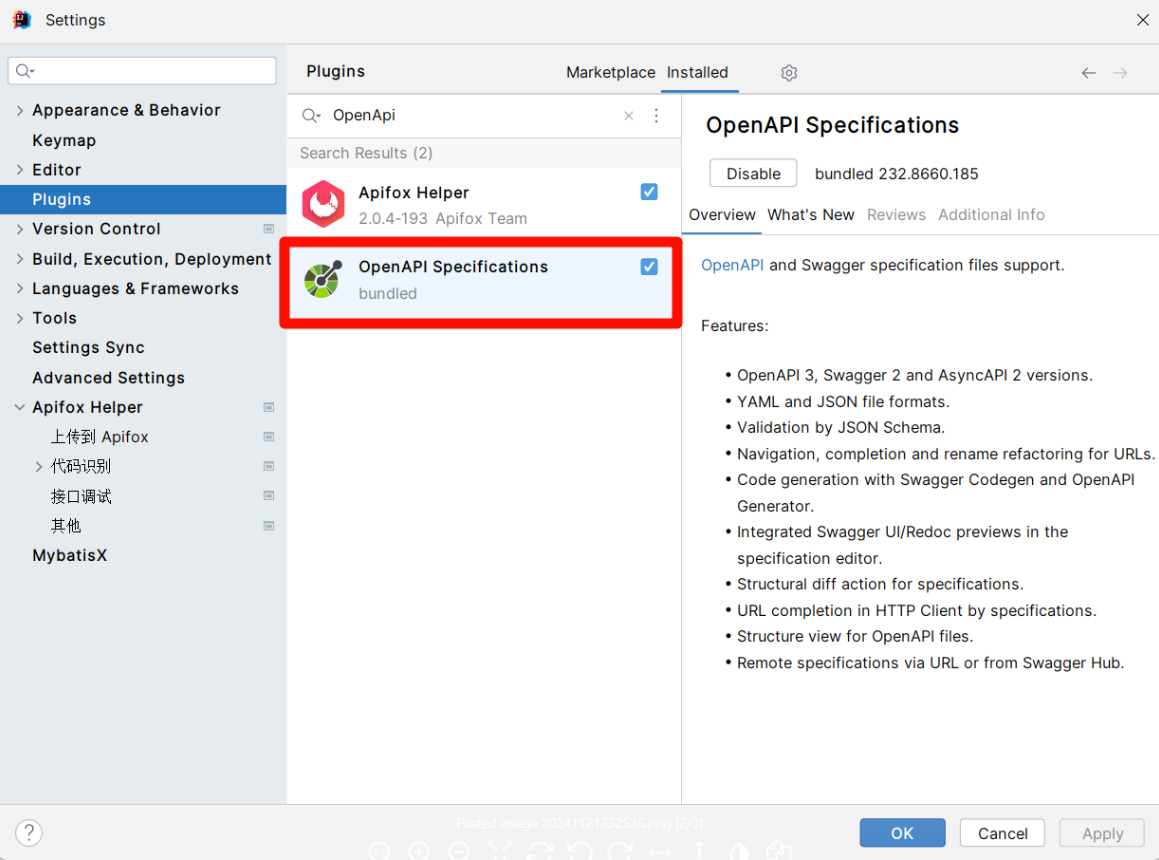 Settings
Plugins
Marketplace
Installed
Appearance & Behavior
Keymap
Editor
Plugins
Version Control
Build, Execution, Deployment
Languages & Frameworks
Tools
Settings Sync
Advanced Settings
Apifox Helper
上传到 Apifox
代码识别
接口调试
其他
MybatisX
OpenApi
Search Results (2)
Apifox Helper
2.0.4-193 Apifox Team
OpenAPI Specifications
bundled
OpenAPI Specifications
Disable
bundled 232.8660.185
Overview
What's New
Reviews
Additional Info
OpenAPI and Swagger specification files support.
Features:
• OpenAPI 3, Swagger 2 and AsyncAPI 2 versions.
• YAML and JSON file formats.
• Validation by JSON Schema.
• Navigation, completion and rename refactoring for URLs.
• Code generation with Swagger Codegen and OpenAPI
Generator.
• Integrated Swagger UI/Redoc previews in the
specification editor.
• Structural diff action for specifications.
• URL completion in HTTP Client by specifications.
• Structure view for OpenAPI files.
• Remote specifications via URL or from Swagger Hub.
Pasted image 20241121232536.png [2/3]
?
OK
Cancel
Apply